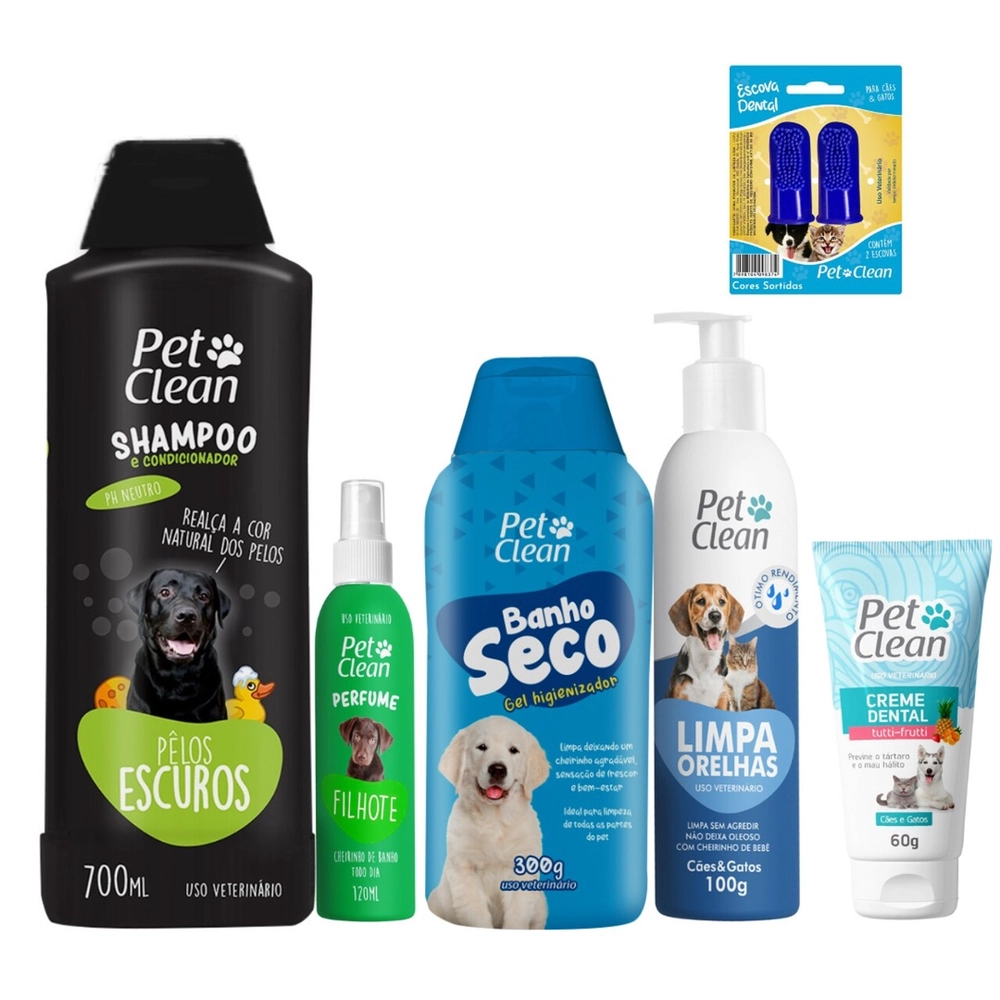 Escova
Dental
PARA CÃES
& GATOS
Uso Veterinário
CONTÉM
2 ESCOVAS
Pet Clean
Cores Sortidas
Pet
Clean
SHAMPOO
e CONDICIONADOR
PH NEUTRO
REALÇA A COR
NATURAL DOS PELOS
PÊLOS
ESCUROS
700ML
USO VETERINÁRIO
USO VETERINÁRIO
Pet
Clean
PERFUME
FILHOTE
CHEIRINHO DE BANHO
TODO DIA
120ML
Pet
Clean
Banho
Seco
Gel higienizador
Limpa deixando um
cheirinho agradável,
sensação de frescor
e bem-estar
Ideal para limpeza
de todas as partes
do pet
300g
uso veterinário
Pet
Clean
ÓTIMO RENDIMENTO
LIMPA
ORELHAS
USO VETERINARIO
LIMPA SEM AGREDIR
NÃO DEIXA OLEOSO
COM CHEIRINHO DE BEBÊ
Cães&Gatos
100g
Pet
Clean
USO VETERINÁRIO
CREME
DENTAL
tutti-frutti
Previne o tártaro
e o mau hálito
Cães e Gatos
60g